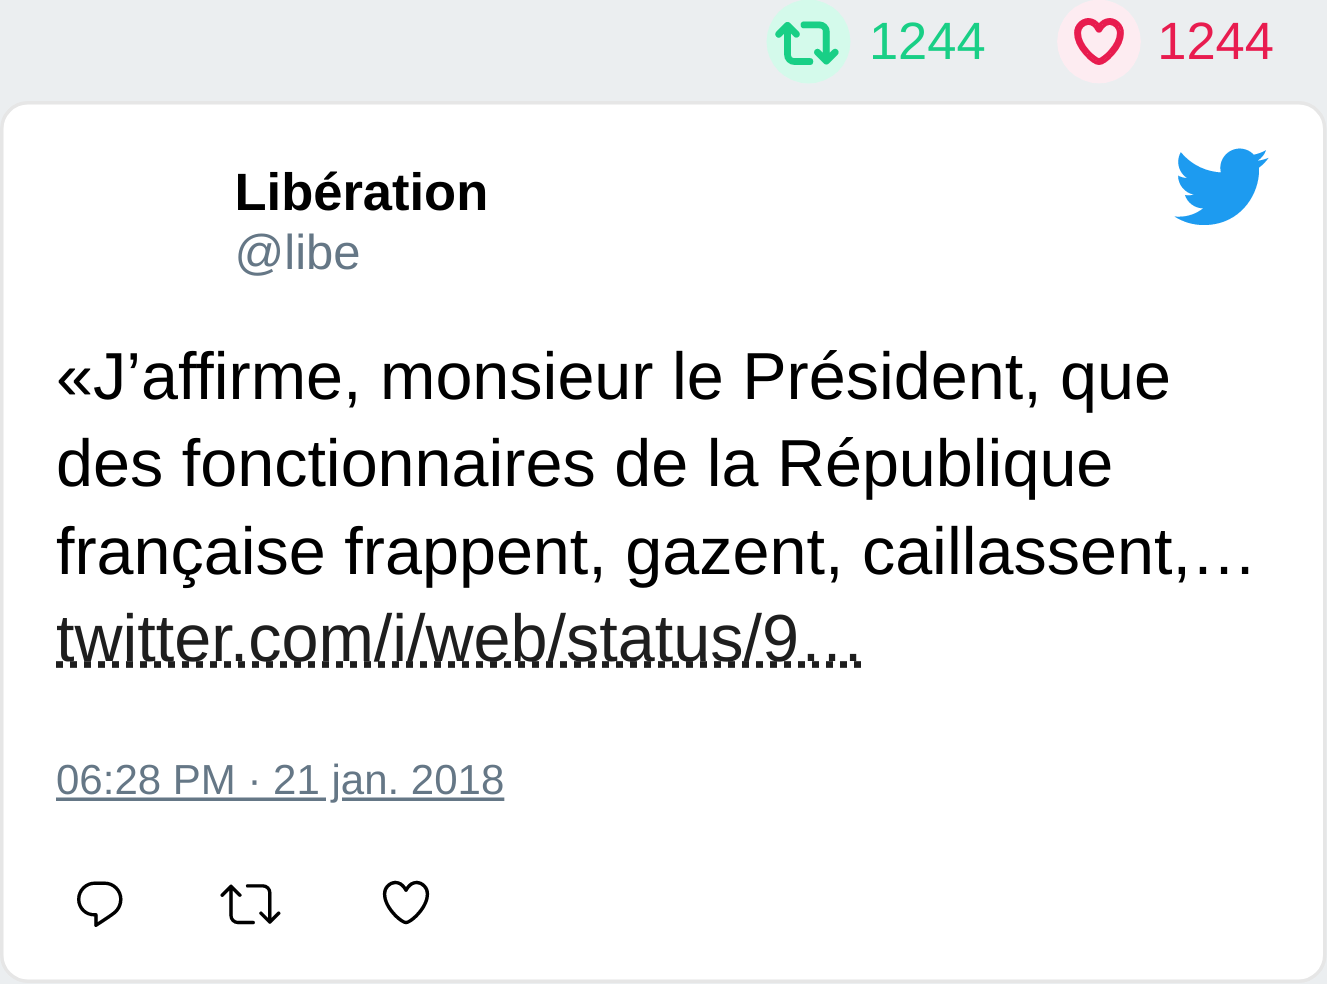 1244 1244
Libération
@libe
«J’affirme, monsieur le Président, que
des fonctionnaires de la République
française frappent, gazent, caillassent,…
twitter.com/i/web/status/9…
06:28 PM · 21 jan. 2018